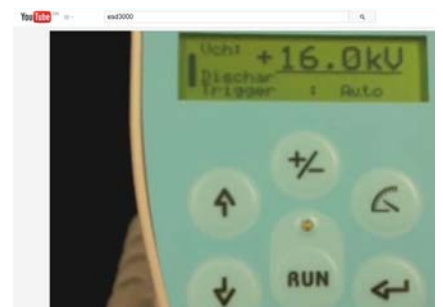 YouTube
esd3000
Uch: +16.0kV
Dischar
Trigger : Auto
+/-
RUN